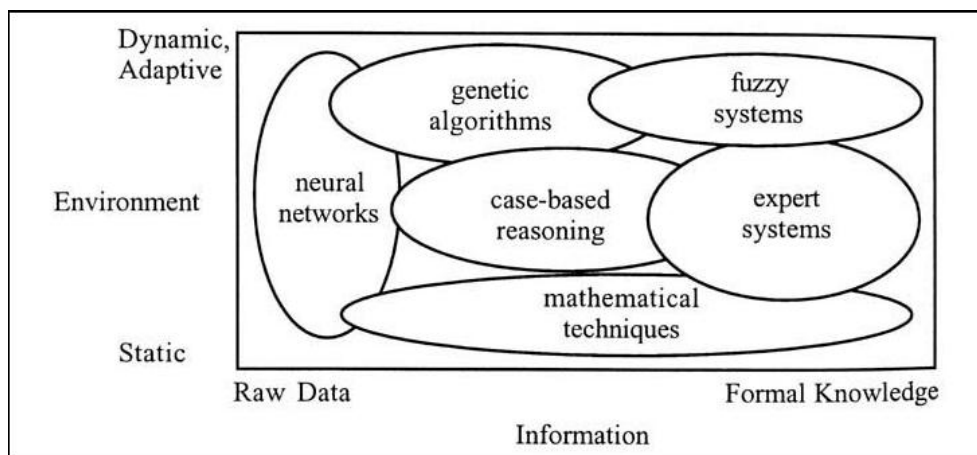 Dynamic,
Adaptive
genetic
algorithms
fuzzy
systems
Environment
neural
networks
case-based
reasoning
expert
systems
mathematical
techniques
Static
Raw Data
Formal Knowledge
Information